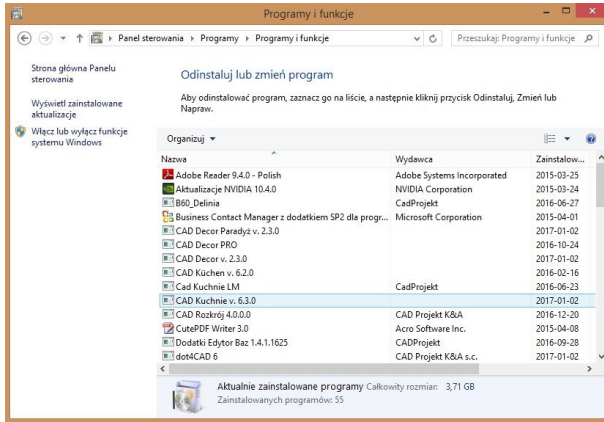 Programy i funkcje
Panel sterowania Programy Programy i funkcje
Przeszukaj: Programy i funkcje
Strona główna Panelu
sterowania
Wyświetl zainstalowane
aktualizacje
Włącz lub wyłącz funkcje
systemu Windows
Odinstaluj lub zmień program
Aby odinstalować program, zaznacz go na liście, a następnie kliknij przycisk Odinstaluj, Zmień lub
Napraw.
Organizuj
Nazwa Wydawca Zainstalow...
Adobe Reader 9.4.0 - Polish Adobe Systems Incorporated 2015-03-25
Aktualizacje NVIDIA 10.4.0 NVIDIA Corporation 2015-03-24
B60_Delinia CadProjekt 2016-06-27
Business Contact Manager z dodatkiem SP2 dla progr... Microsoft Corporation 2015-04-01
CAD Decor Paradyż v. 2.3.0 2017-01-02
CAD Decor PRO 2016-10-24
CAD Decor v. 2.3.0 2017-01-02
CAD Küchen v. 6.2.0 2016-02-16
Cad Kuchnie LM CadProjekt 2016-06-23
CAD Kuchnie v. 6.3.0 2017-01-02
CAD Rozkrój 4.0.0.0 CAD Projekt K&A 2016-12-20
CutePDF Writer 3.0 Acro Software Inc. 2015-04-08
Dodatki Edytor Baz 1.4.1.1625 CADProjekt 2016-09-28
dot4CAD 6 CAD Projekt K&A s.c. 2017-01-02
Aktualnie zainstalowane programy Całkowity rozmiar: 3,71 GB
Zainstalowanych programów: 55